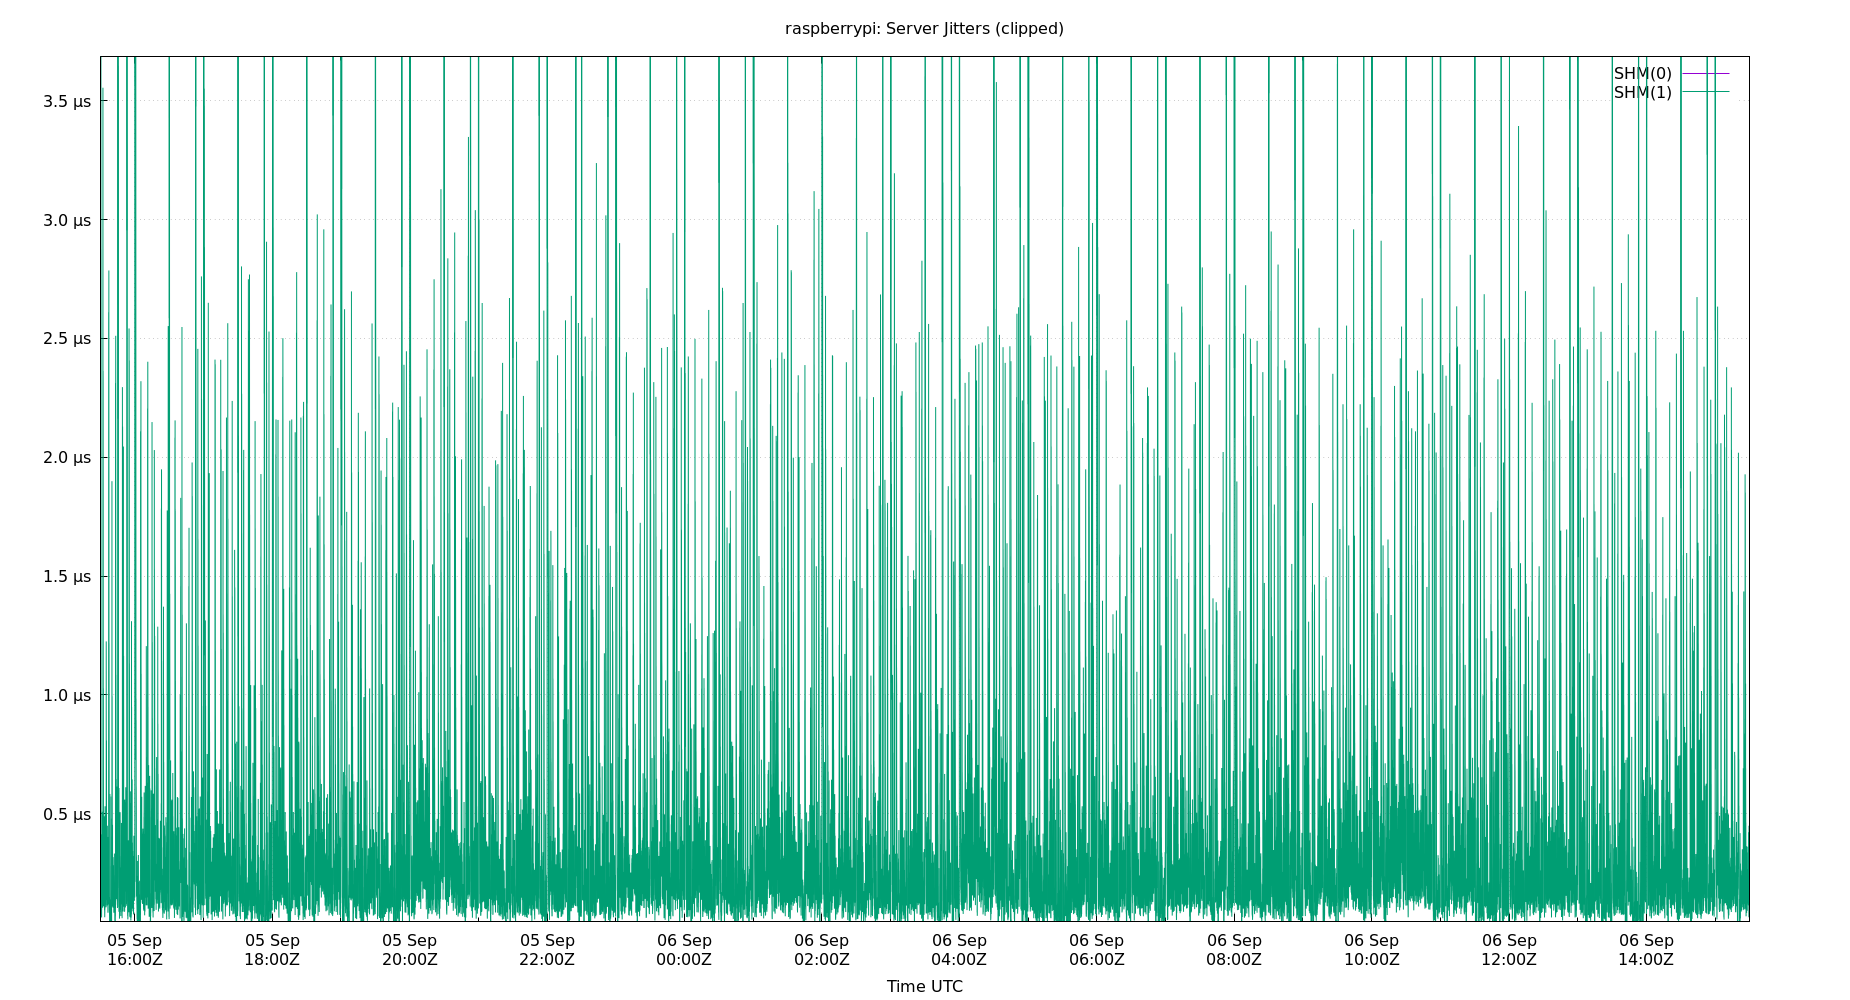 raspberrypi: Server Jitters (clipped)
SHM(0)
SHM(1)
3.5 μs
3.0 μs
2.5 μs
2.0 μs
1.5 μs
1.0 μs
0.5 μs
05 Sep 05 Sep 05 Sep 05 Sep 06 Sep 06 Sep 06 Sep 06 Sep 06 Sep 06 Sep 06 Sep 06 Sep
16:00Z 18:00Z 20:00Z 22:00Z 00:00Z 02:00Z 04:00Z 06:00Z 08:00Z 10:00Z 12:00Z 14:00Z
Time UTC